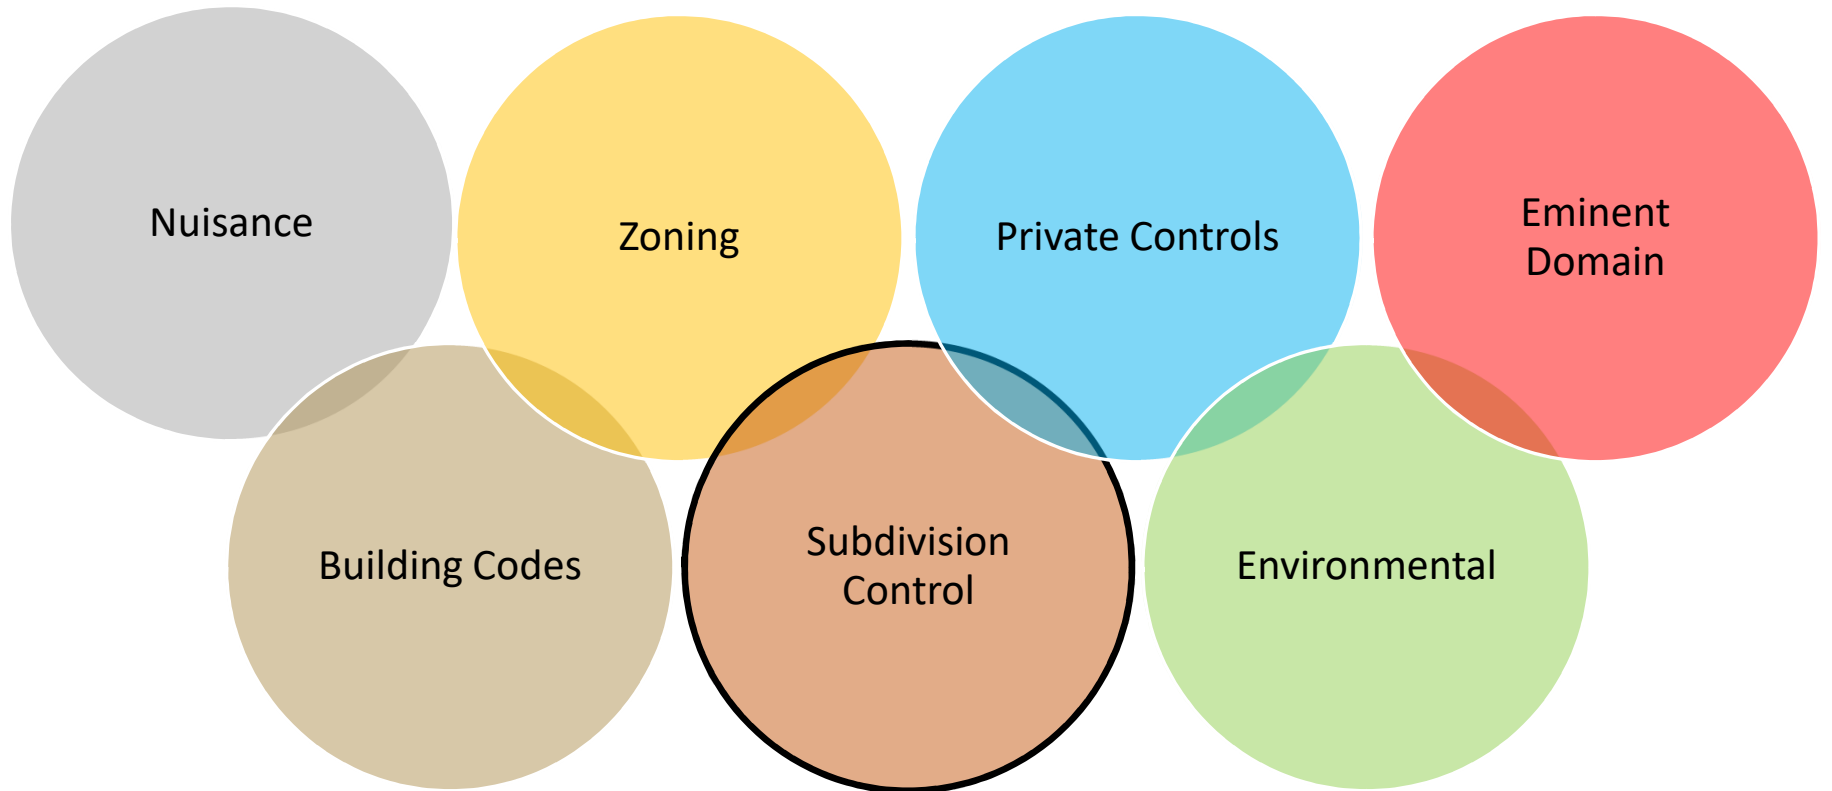 Nuisance
Zoning
Private Controls
Eminent
Domain
Building Codes
Subdivision
Control
Environmental